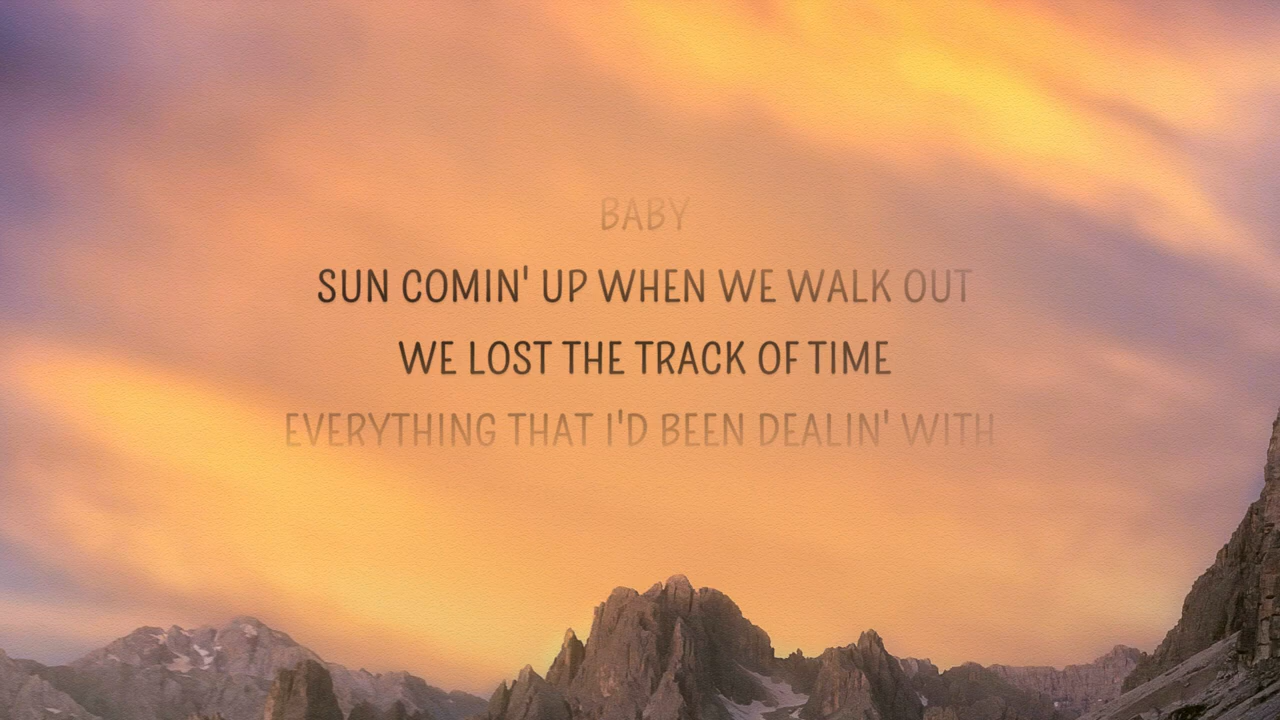 BABY
SUN COMIN' UP WHEN WE WALK OUT
WE LOST THE TRACK OF TIME
EVERYTHING THAT I'D BEEN DEALIN' WITH